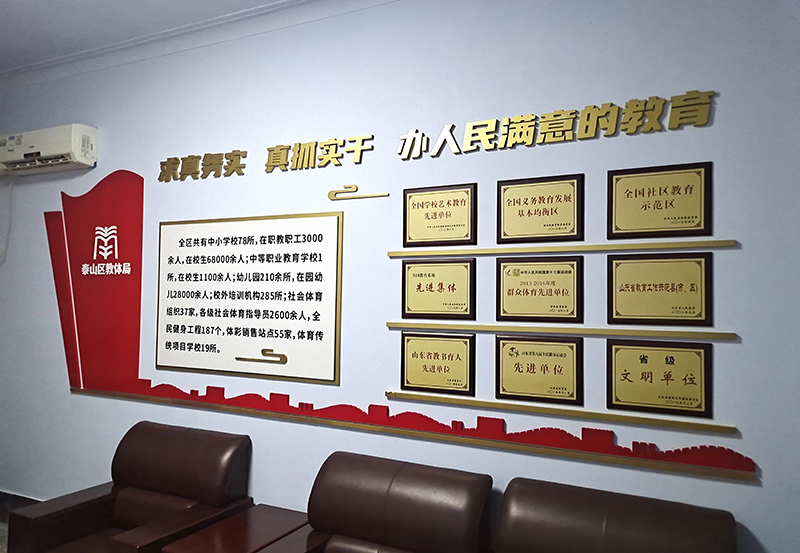 求真务实 真抓实干 办人民满意的教育
泰山区教体局
全区共有中小学校78所,在职教职工3000
余人,在校生68000余人;中等职业教育学校1
所,在校生1100余人;幼儿园210余所,在园幼
儿28000余人;校外培训机构285所;社会体育
组织37家,各级社会体育指导员2600余人,全
民健身工程187个,体彩销售站点55家,体育传
统项目学校19所。
全国学校艺术教育
先进单位
全国义务教育发展
基本均衡区
全国社区教育
示范区
全国教育系统
先进集体
2013-2016年度
群众体育先进单位
山东省教育工作示范县(市、区)
山东省教书育人
先进单位
先进单位
省级
文明单位